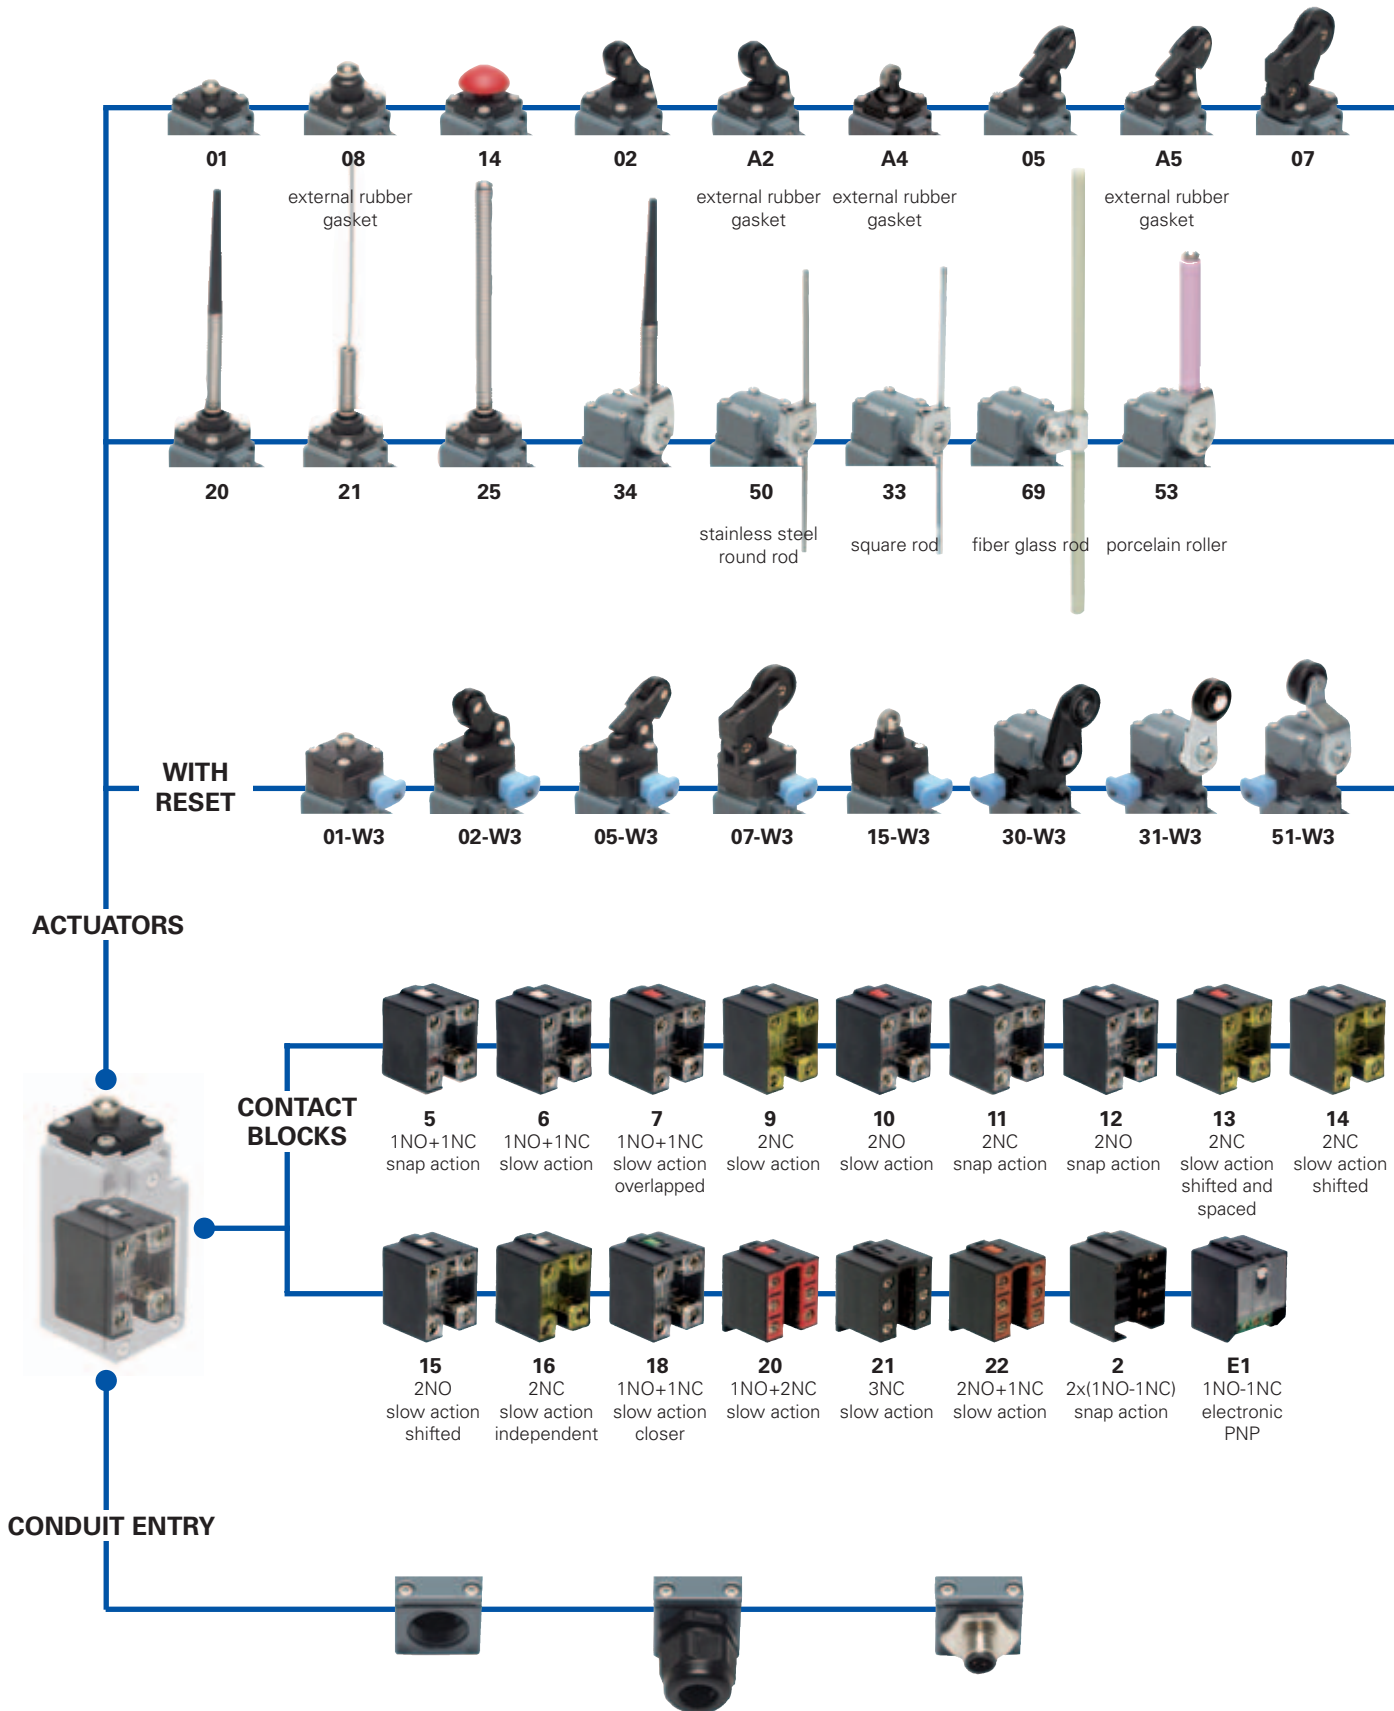 01
08
14
02
A2
A4
05
A5
07
external rubber
gasket
external rubber
gasket
external rubber
gasket
external rubber
gasket
20
21
25
34
50
33
69
53
stainless steel
round rod
square rod
fiber glass rod
porcelain roller
WITH
RESET
01-W3
02-W3
05-W3
07-W3
15-W3
30-W3
31-W3
51-W3
ACTUATORS
CONTACT
BLOCKS
5
1NO+1NC
snap action
6
1NO+1NC
slow action
7
1NO+1NC
slow action
overlapped
9
2NC
slow action
10
2NO
slow action
11
2NC
snap action
12
2NO
snap action
13
2NC
slow action
shifted and
spaced
14
2NC
slow action
shifted
15
2NO
slow action
shifted
16
2NC
slow action
independent
18
1NO+1NC
slow action
closer
20
1NO+2NC
slow action
21
3NC
slow action
22
2NO+1NC
slow action
2
2x(1NO-1NC)
snap action
E1
1NO-1NC
electronic
PNP
CONDUIT ENTRY